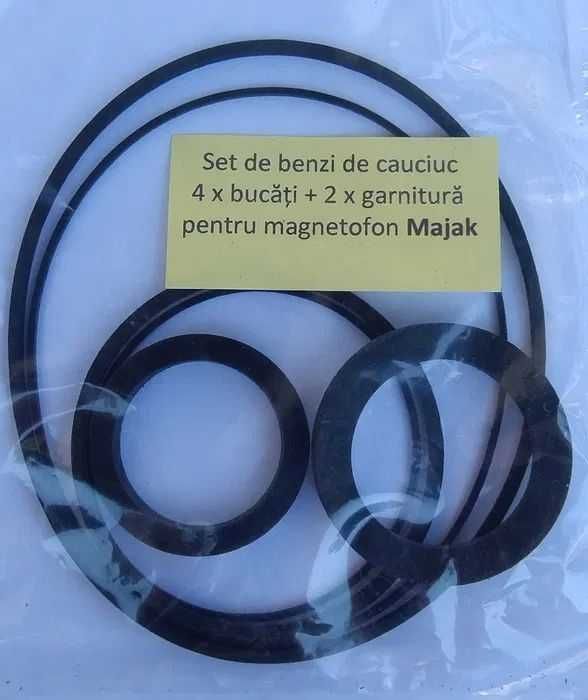 Set de benzi de cauciuc
4 x bucăți + 2 x garnitură
pentru magnetofon Majak